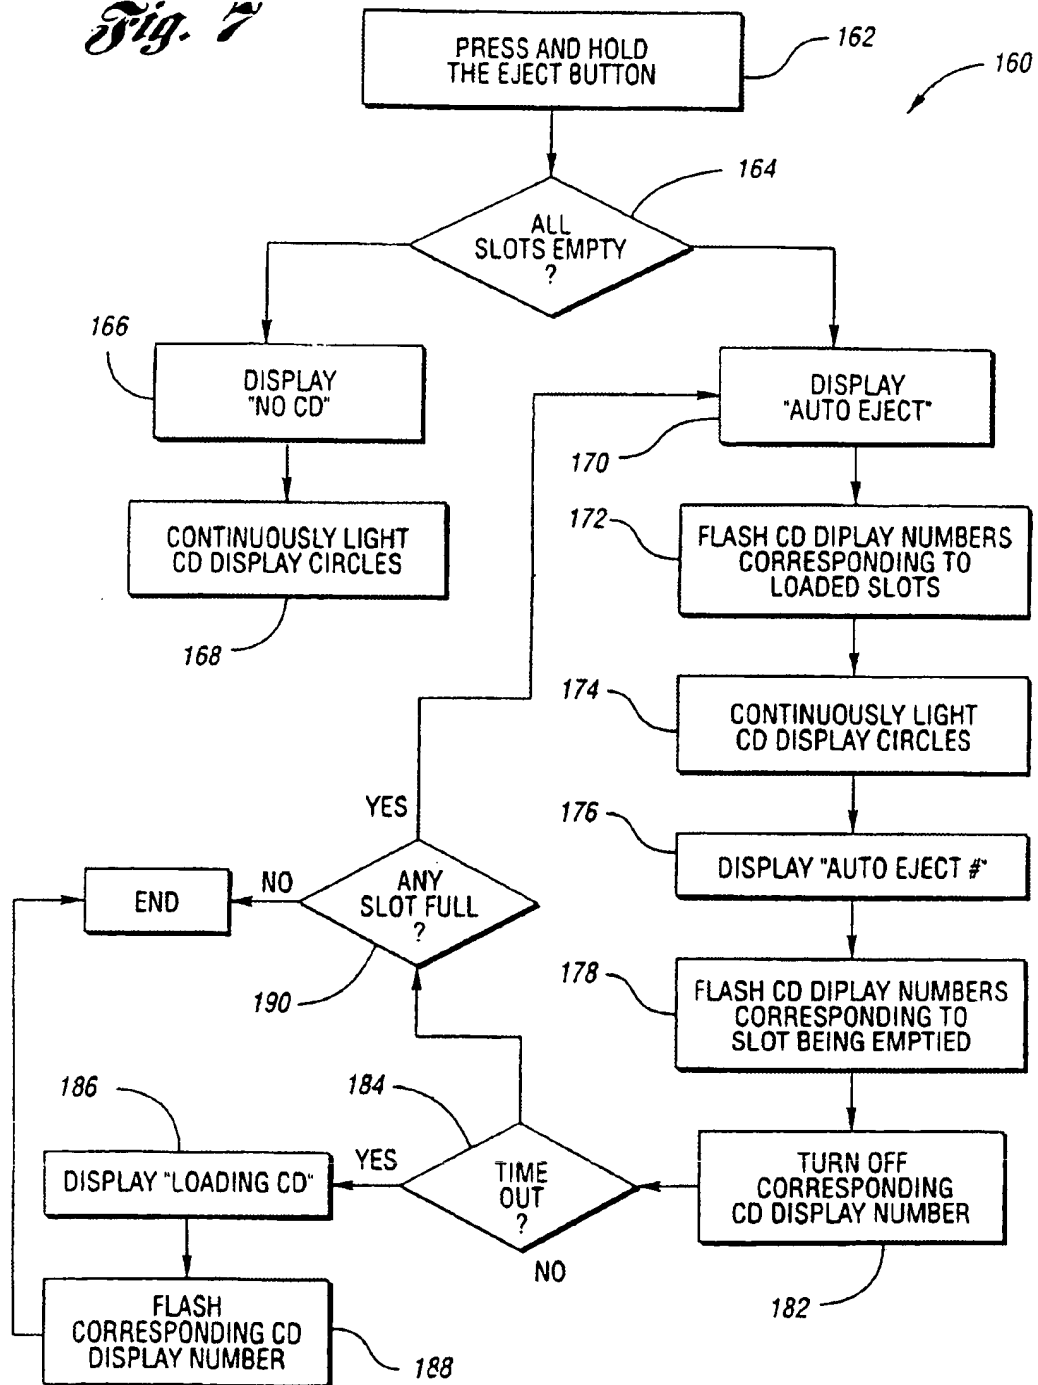 Fig. 7
PRESS AND HOLD
THE EJECT BUTTON
162
160
ALL
SLOTS EMPTY
?
164
166
DISPLAY
"NO CD"
DISPLAY
"AUTO EJECT"
170
CONTINUOUSLY LIGHT
CD DISPLAY CIRCLES
168
172
FLASH CD DIPLAY NUMBERS
CORRESPONDING TO
LOADED SLOTS
174
CONTINUOUSLY LIGHT
CD DISPLAY CIRCLES
176
DISPLAY "AUTO EJECT #"
YES
ANY
SLOT FULL
?
NO
END
190
178
FLASH CD DIPLAY NUMBERS
CORRESPONDING TO
SLOT BEING EMPTIED
186
184
DISPLAY "LOADING CD"
YES
TIME
OUT
?
NO
TURN OFF
CORRESPONDING
CD DISPLAY NUMBER
182
FLASH
CORRESPONDING CD
DISPLAY NUMBER
188